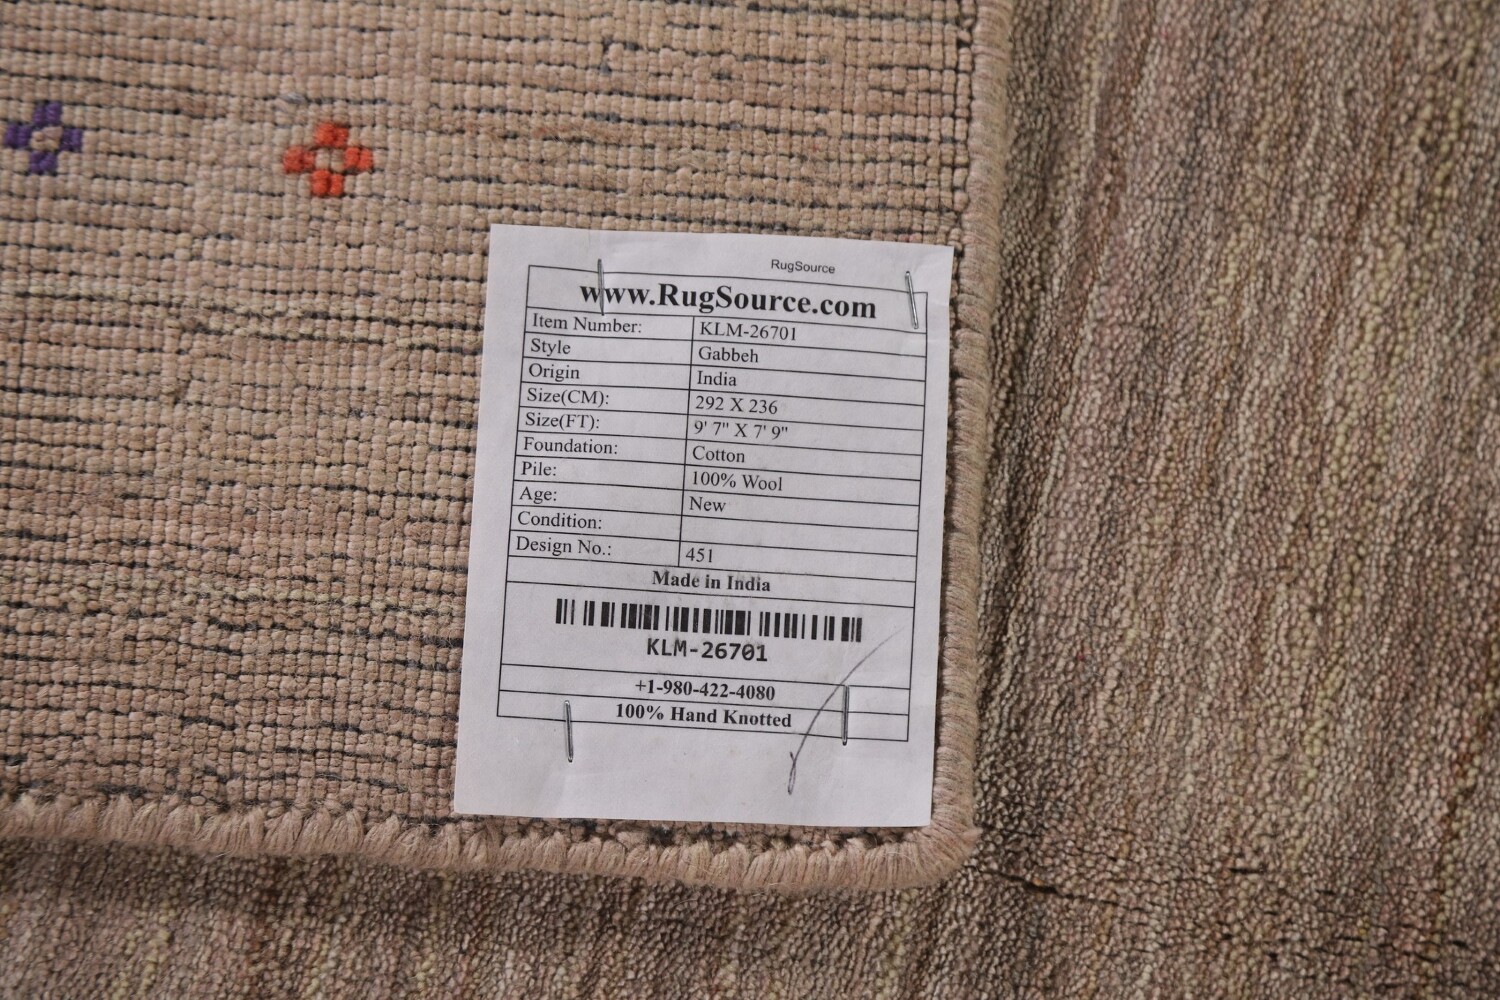 RugSource
www.RugSource.com
Item Number: KLM-26701
Style Gabbeh
Origin India
Size(CM): 292 X 236
Size(FT): 9' 7" X 7' 9"
Foundation: Cotton
Pile: 100% Wool
Age: New
Condition:
Design No.: 451
Made in India
KLM-26701
+1-980-422-4080
100% Hand Knotted